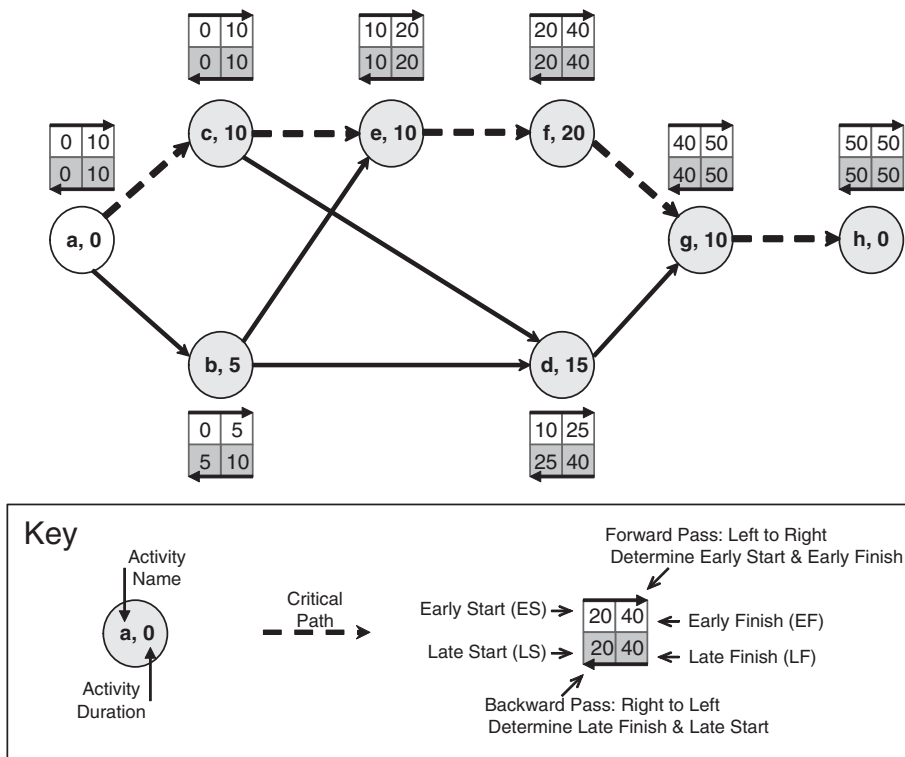 0 10
0 10
10 20
10 20
20 40
20 40
0 10
0 10
c, 10
e, 10
f, 20
40 50
40 50
50 50
50 50
a, 0
g, 10
h, 0
b, 5
d, 15
0 5
5 10
10 25
25 40
Key
Activity
Name
a, 0
Activity
Duration
Critical
Path
Forward Pass: Left to Right
Determine Early Start & Early Finish
Early Start (ES)
20 40
Early Finish (EF)
Late Start (LS)
20 40
Late Finish (LF)
Backward Pass: Right to Left
Determine Late Finish & Late Start